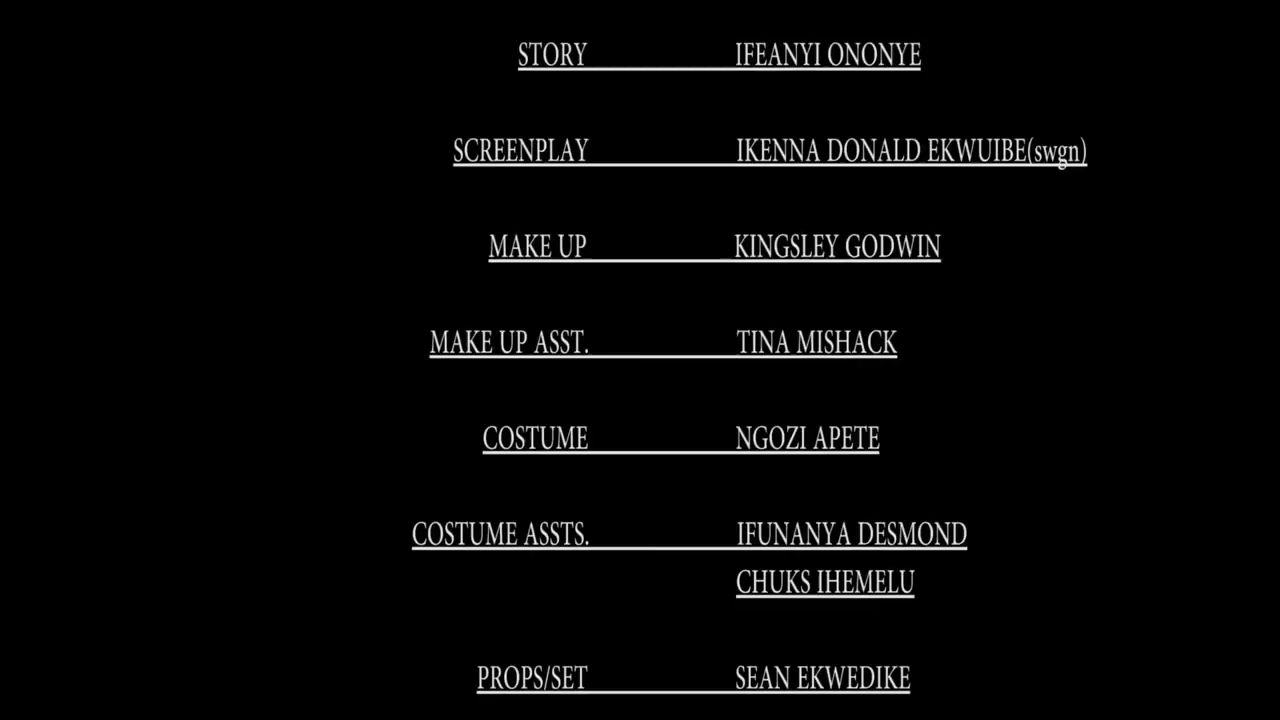 STORY IFEANYI ONONYE
SCREENPLAY IKENNA DONALD EKWUIBE(swgn)
MAKE UP KINGSLEY GODWIN
MAKE UP ASST. TINA MISHACK
COSTUME NGOZI APETE
COSTUME ASSTS. IFUNANYA DESMOND
CHUKS IHEMELU
PROPS/SET SEAN EKWEDIKE